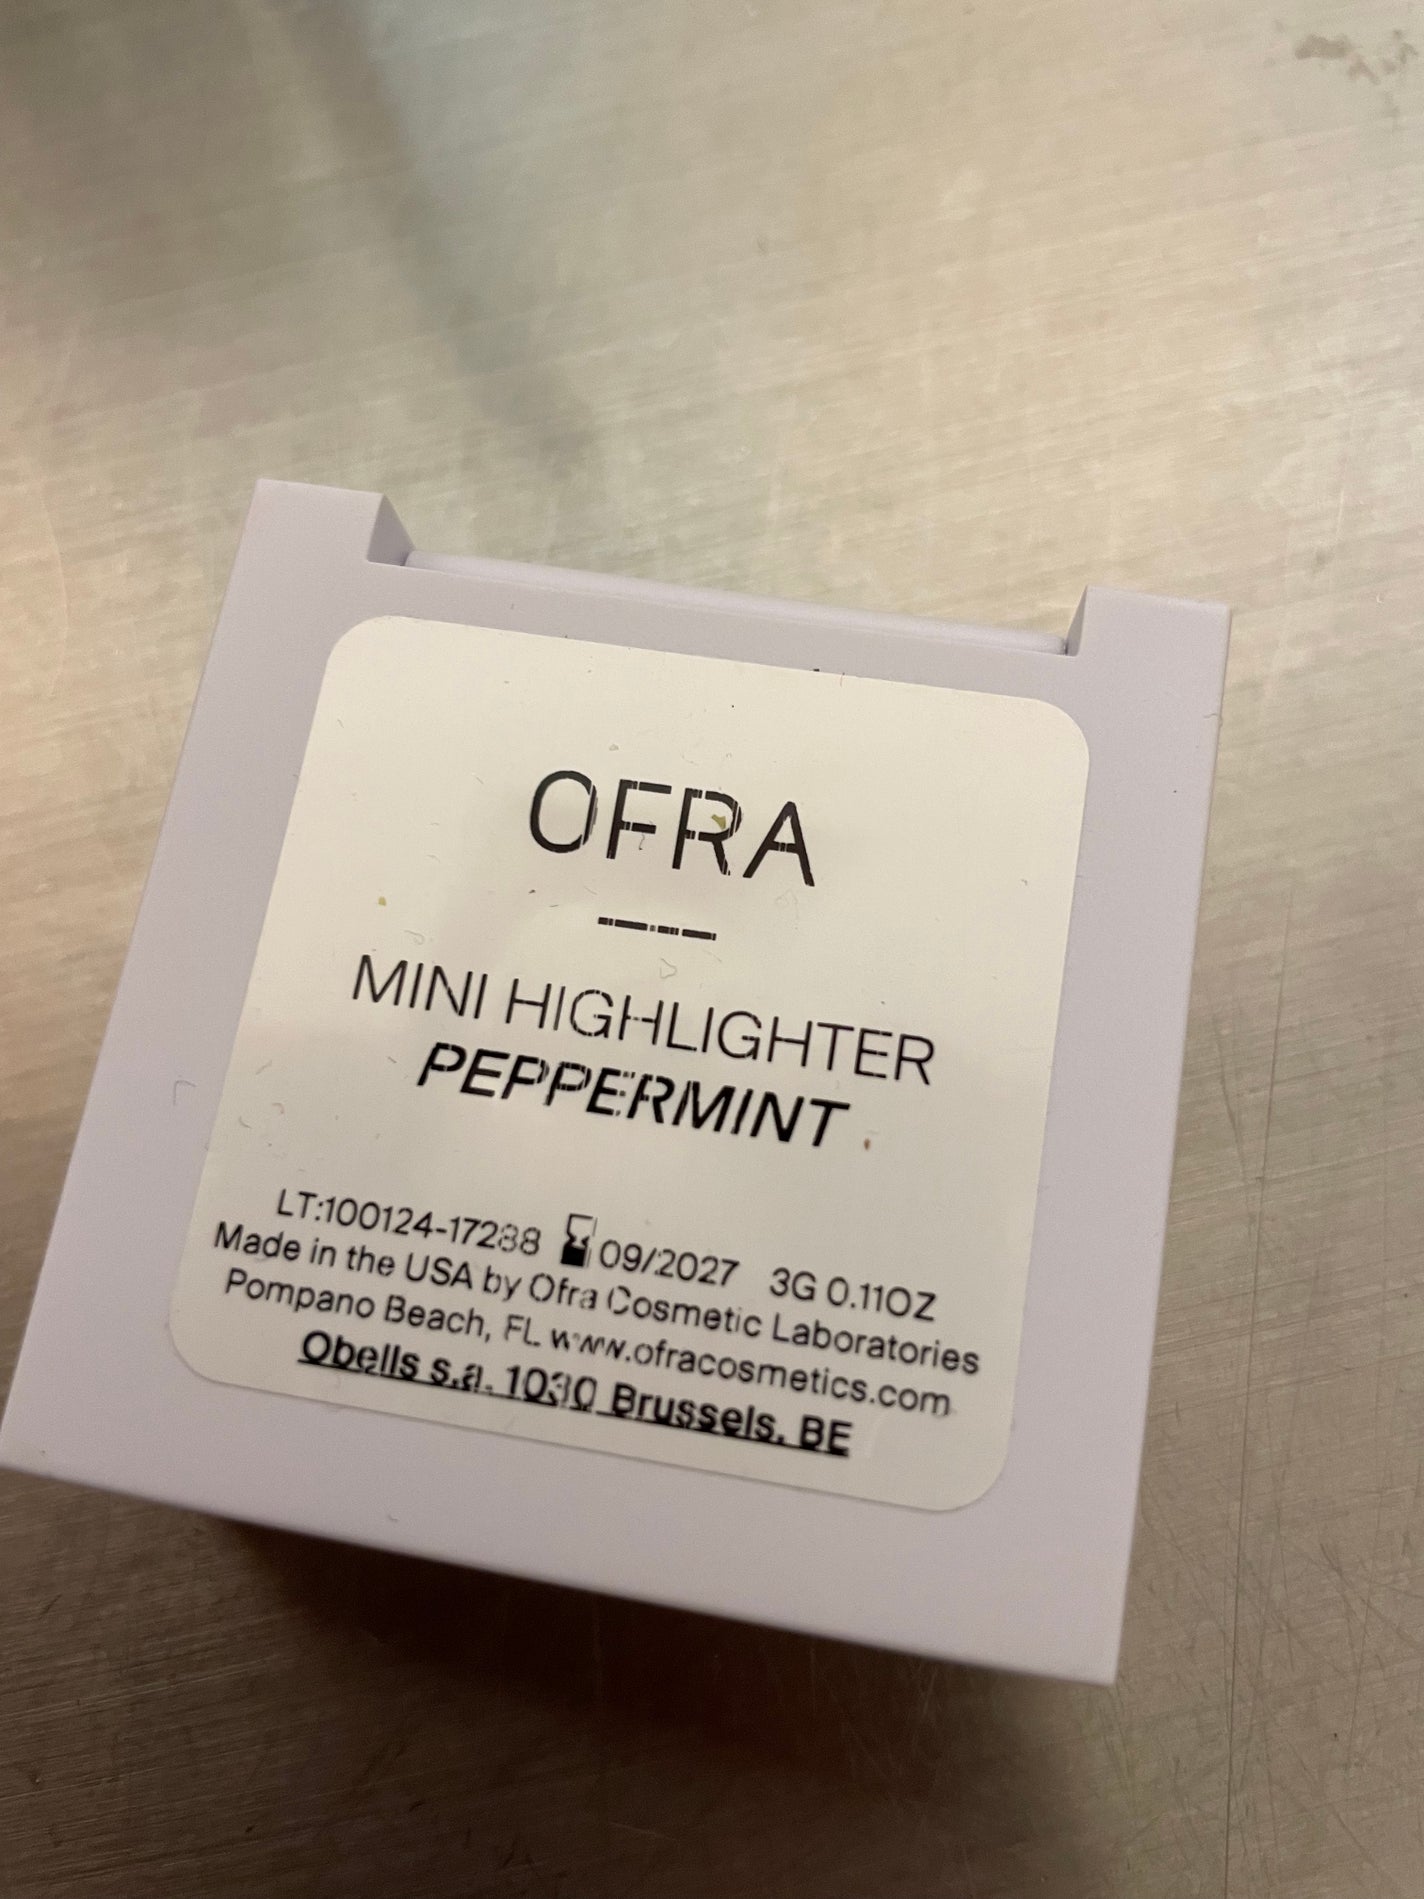 OFRA
MINI HIGHLIGHTER
PEPPERMINT
LT:100124-17288 09/2027 3G 0.11OZ
Made in the USA by Ofra Cosmetic Laboratories
Pompano Beach, FL www.ofracosmetics.com
Obells s.a. 1030 Brussels, BE